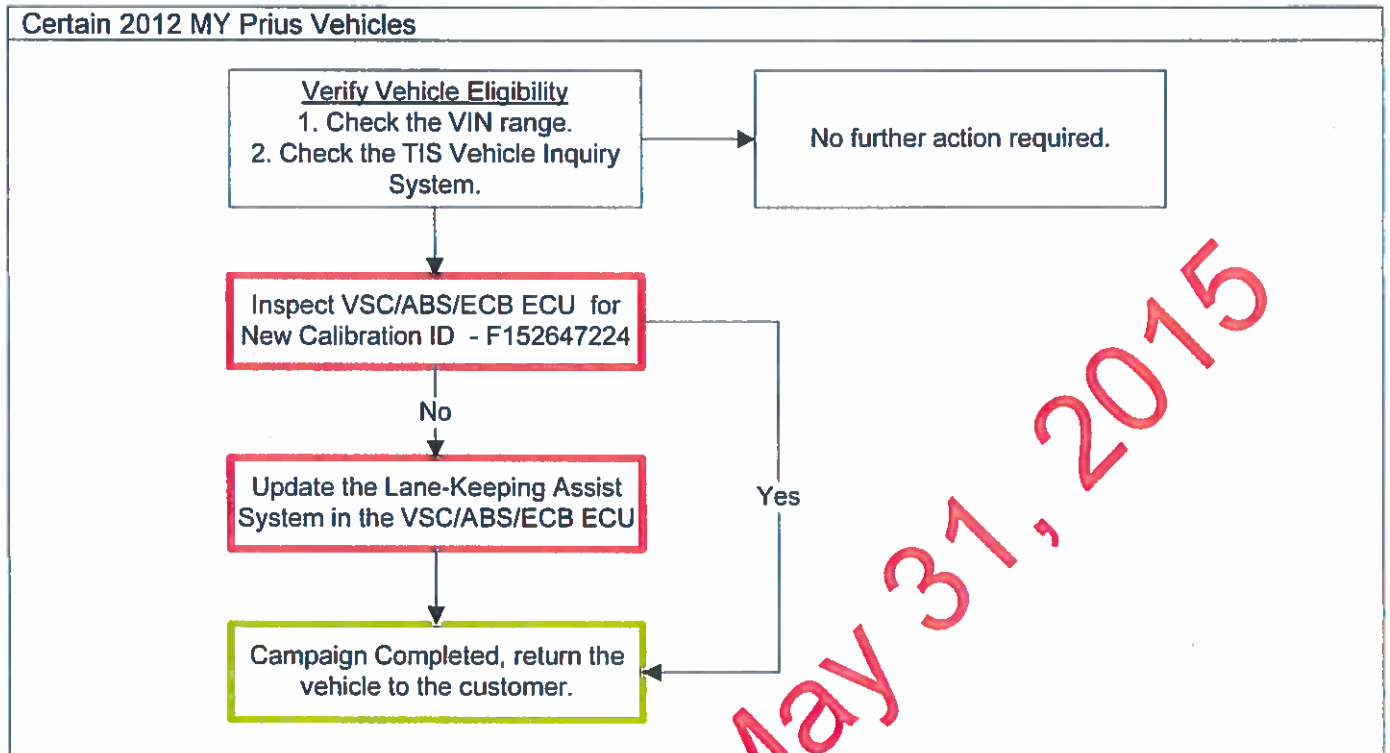 Certain 2012 MY Prius Vehicles
Verify Vehicle Eligibility
1. Check the VIN range.
2. Check the TIS Vehicle Inquiry
System.
No further action required.
Inspect VSC/ABS/ECB ECU for
New Calibration ID - F152647224
No
Yes
Update the Lane-Keeping Assist
System in the VSC/ABS/ECB ECU
Campaign Completed, return the
vehicle to the customer.
May 31, 2015